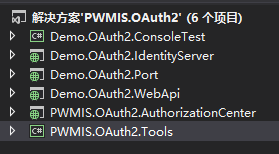 解决方案'PWMIS.OAuth2' (6 个项目)
Demo.OAuth2.ConsoleTest
Demo.OAuth2.IdentityServer
Demo.OAuth2.Port
Demo.OAuth2.WebApi
PWMIS.OAuth2.AuthorizationCenter
PWMIS.OAuth2.Tools